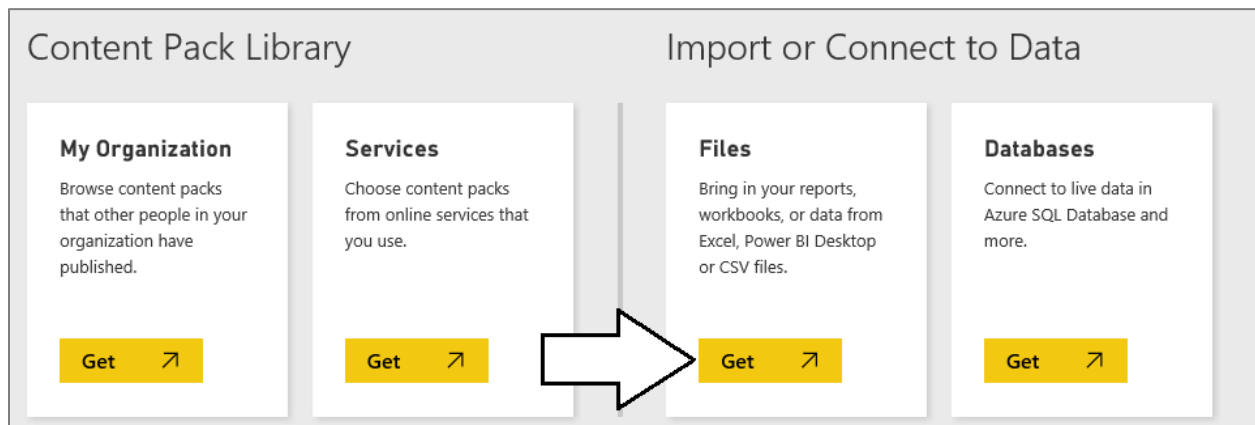 Content Pack Library
Import or Connect to Data
My Organization
Browse content packs
that other people in your
organization have
published.
Get
Services
Choose content packs
from online services that
you use.
Get
Files
Bring in your reports,
workbooks, or data from
Excel, Power BI Desktop
or CSV files.
Get
Databases
Connect to live data in
Azure SQL Database and
more.
Get